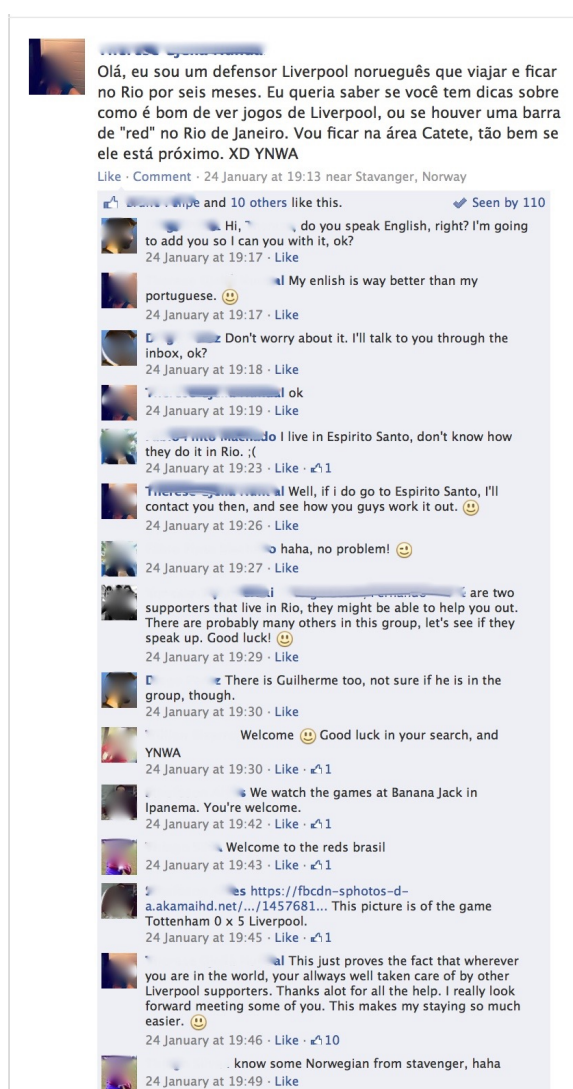 Olá, eu sou um defensor Liverpool norueguês que viajar e ficar
no Rio por seis meses. Eu queria saber se você tem dicas sobre
como é bom de ver jogos de Liverpool, ou se houver uma barra
de "red" no Rio de Janeiro. Vou ficar na área Catete, tão bem se
ele está próximo. XD YNWA
Like · Comment · 24 January at 19:13 near Stavanger, Norway
and 10 others like this. Seen by 110
Hi, , do you speak English, right? I'm going
to add you so I can you with it, ok?
24 January at 19:17 · Like
My enlish is way better than my
portuguese.
24 January at 19:17 · Like
Don't worry about it. I'll talk to you through the
inbox, ok?
24 January at 19:18 · Like
ok
24 January at 19:19 · Like
I live in Espirito Santo, don't know how
they do it in Rio. ;(
24 January at 19:23 · Like · 1
Well, if i do go to Espirito Santo, I'll
contact you then, and see how you guys work it out.
24 January at 19:26 · Like
haha, no problem!
24 January at 19:27 · Like
are two
supporters that live in Rio, they might be able to help you out.
There are probably many others in this group, let's see if they
speak up. Good luck!
24 January at 19:29 · Like
There is Guilherme too, not sure if he is in the
group, though.
24 January at 19:30 · Like
Welcome Good luck in your search, and
YNWA
24 January at 19:30 · Like · 1
We watch the games at Banana Jack in
Ipanema. You're welcome.
24 January at 19:42 · Like · 1
Welcome to the reds brasil
24 January at 19:43 · Like · 1
https://fbcdn-sphotos-d-
a.akamaihd.net/.../1457681... This picture is of the game
Tottenham 0 x 5 Liverpool.
24 January at 19:45 · Like · 1
This just proves the fact that wherever
you are in the world, your allways well taken care of by other
Liverpool supporters. Thanks alot for all the help. I really look
forward meeting some of you. This makes my staying so much
easier.
24 January at 19:46 · Like · 10
know some Norwegian from stavenger, haha
24 January at 19:49 · Like